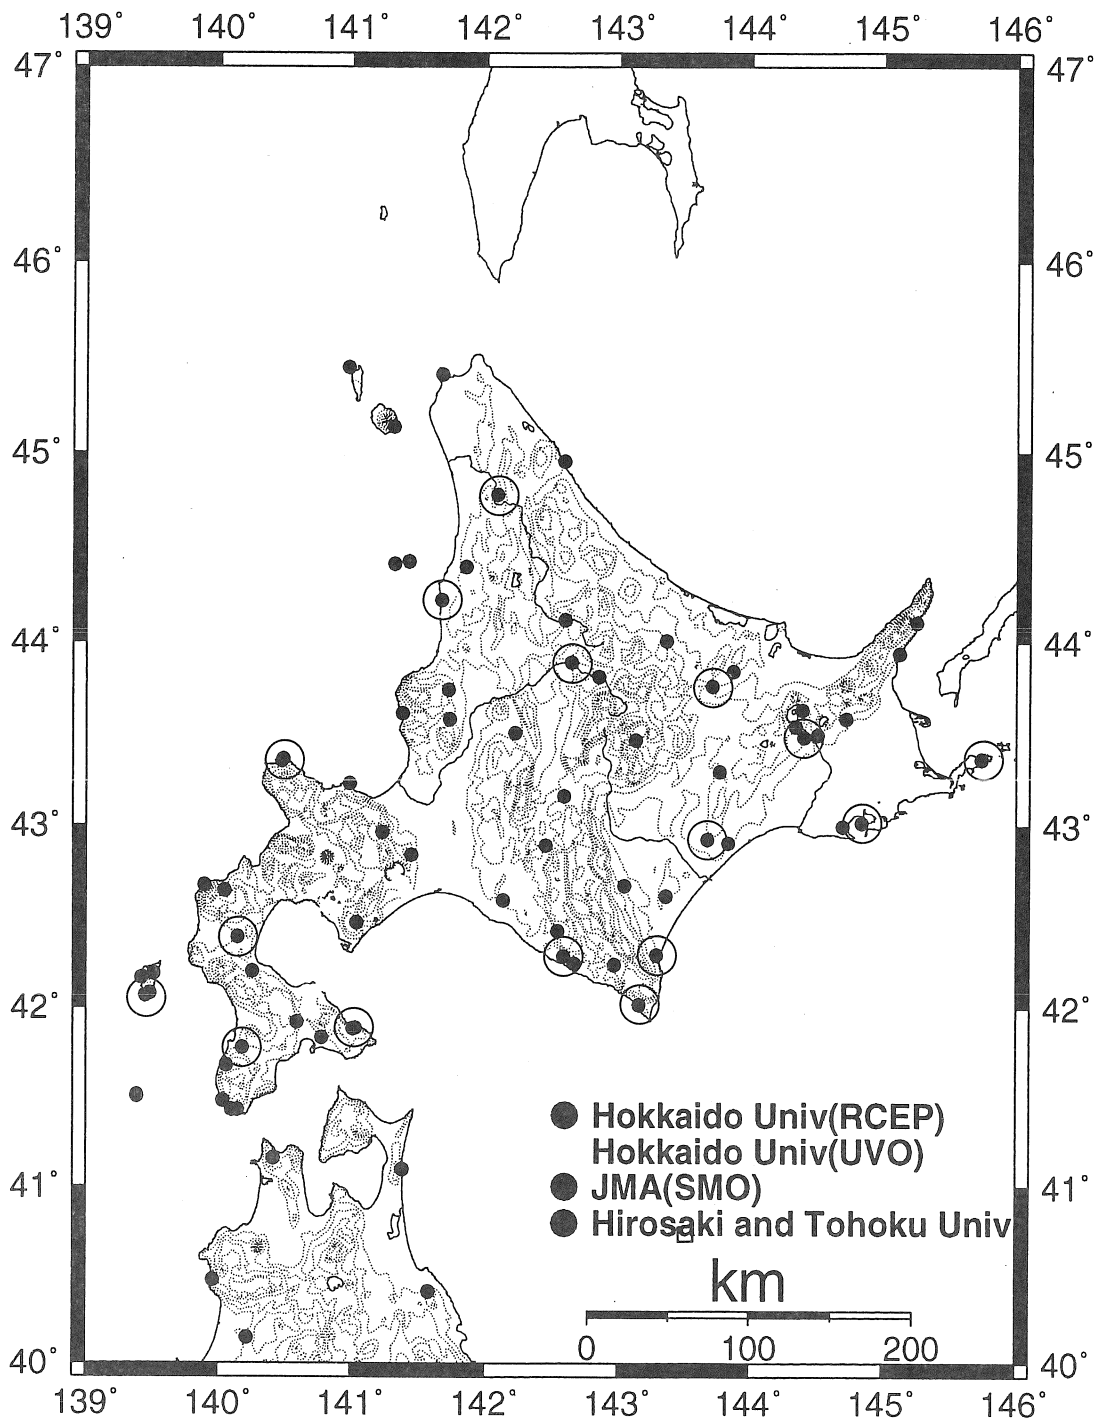 139° 140° 141° 142° 143° 144° 145° 146°
47° 47°
46° 46°
45° 45°
44° 44°
43° 43°
42° 42°
Hokkaido Univ(RCEP)
Hokkaido Univ(UVO)
41° JMA(SMO) 41°
Hirosaki and Tohoku Univ
km
0 100 200
40° 40°
139° 140° 141° 142° 143° 144° 145° 146°